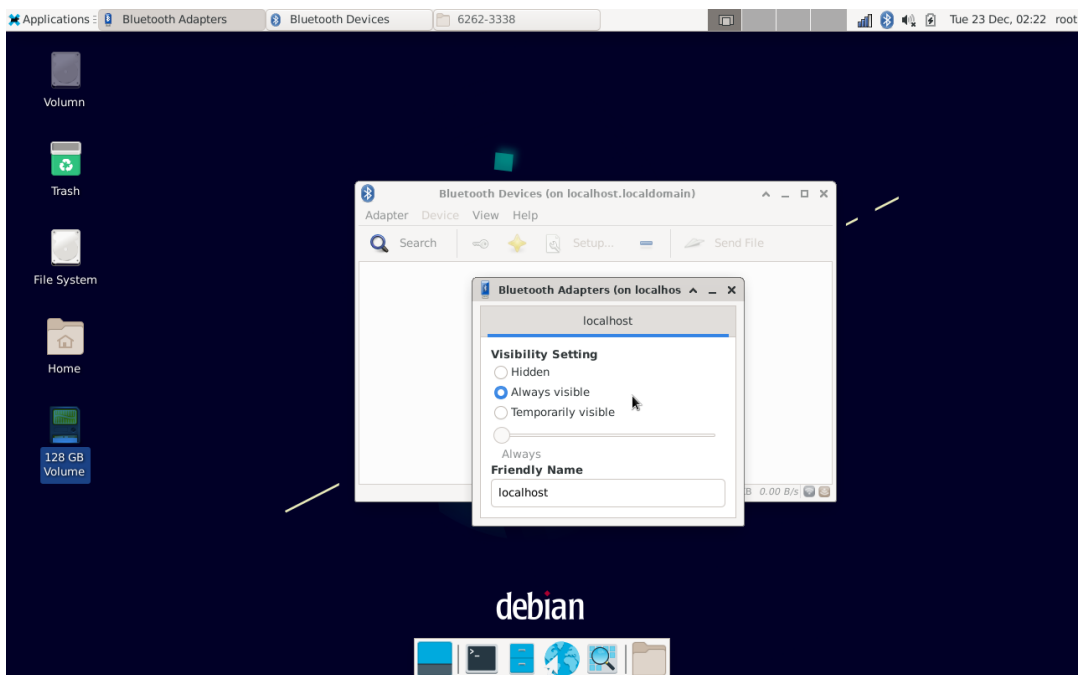 Applications Bluetooth Adapters Bluetooth Devices 6262-3338 Tue 23 Dec, 02:22 root
Volumn
Trash
File System
Home
128 GB
Volume
Bluetooth Devices (on localhost.localdomain)
Adapter Device View Help
Search Setup... Send File
Bluetooth Adapters (on localhos
localhost
Visibility Setting
Hidden
Always visible
Temporarily visible
Always
Friendly Name
localhost
B 0.00 B/s
debian